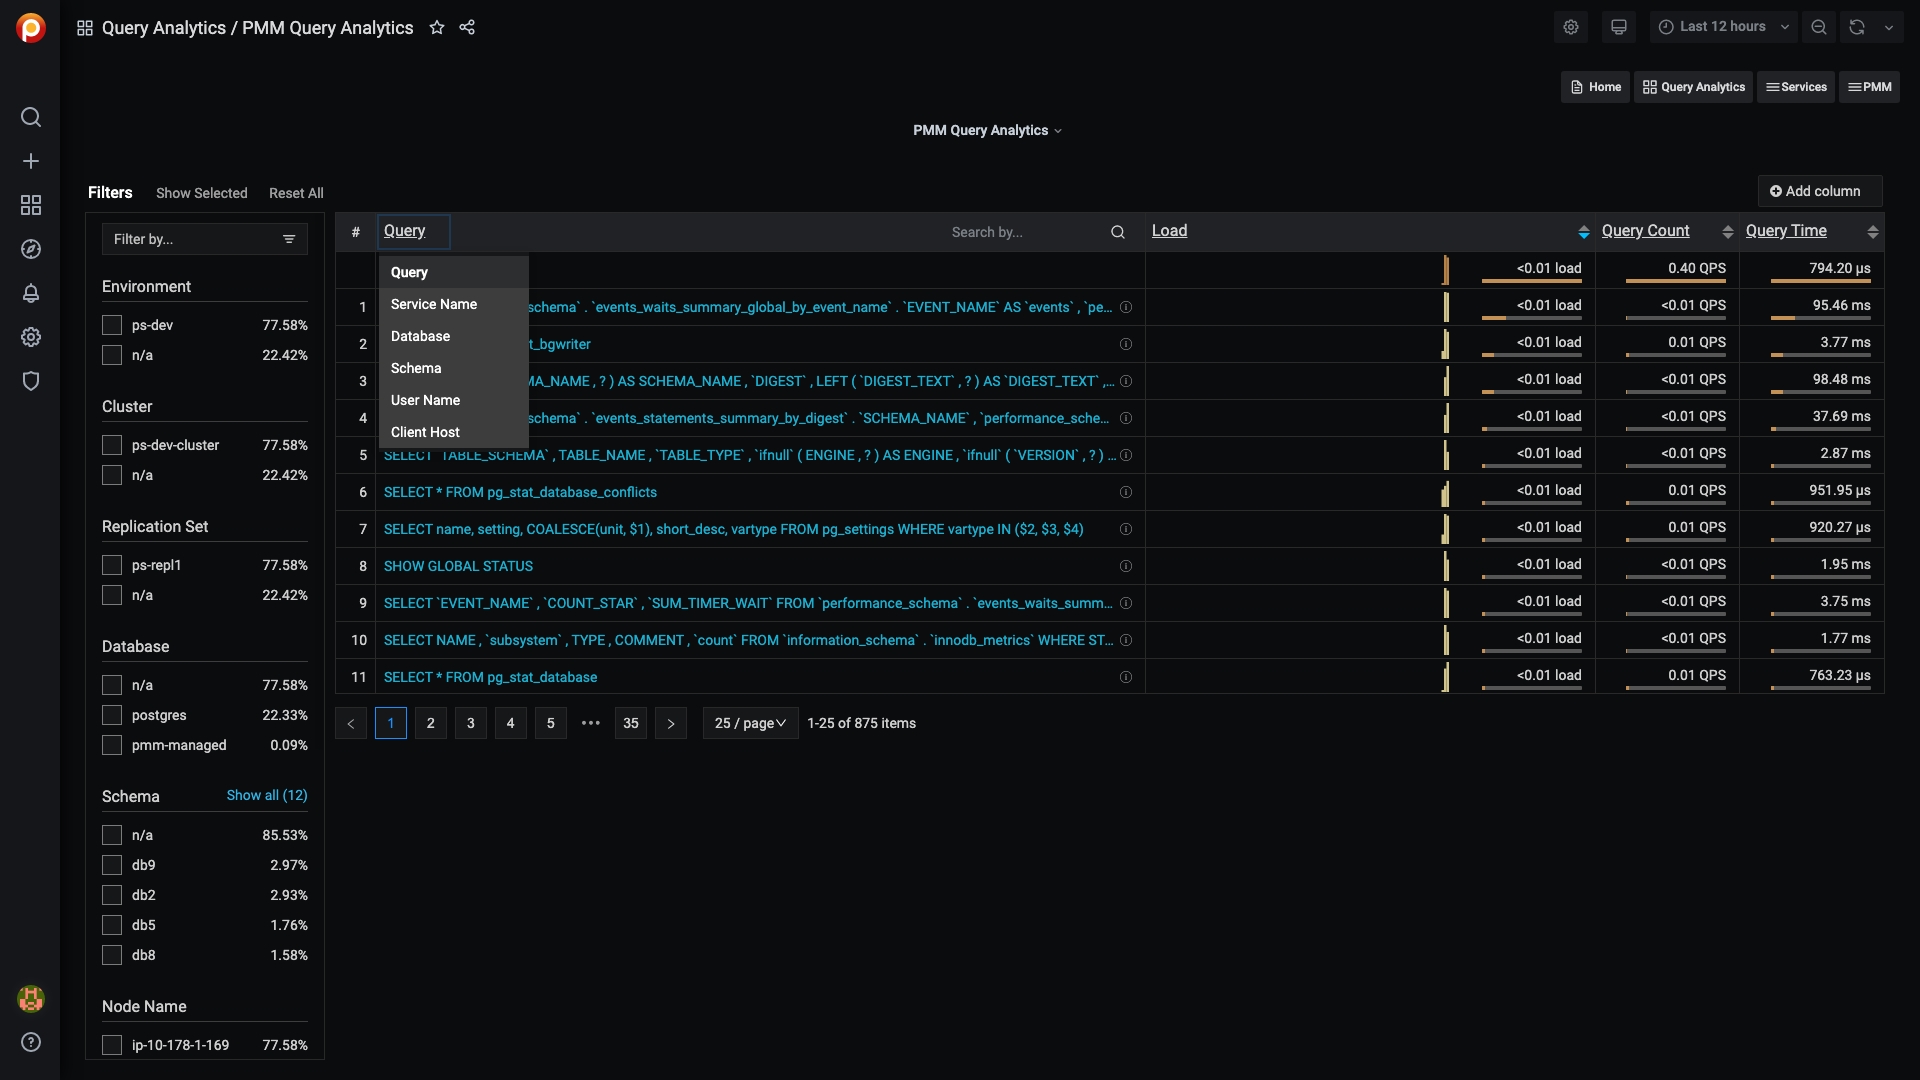 Query Analytics / PMM Query Analytics
Last 12 hours
Home
Query Analytics
Services
PMM
PMM Query Analytics
Filters Show Selected Reset All
Add column
Filter by...
Environment
ps-dev 77.58%
n/a 22.42%
Cluster
ps-dev-cluster 77.58%
n/a 22.42%
Replication Set
ps-repl1 77.58%
n/a 22.42%
Database
n/a 77.58%
postgres 22.33%
pmm-managed 0.09%
Schema Show all (12)
n/a 85.53%
db9 2.97%
db2 2.93%
db5 1.76%
db8 1.58%
Node Name
ip-10-178-1-169 77.58%
# Query Search by... Load Query Count Query Time
Query
Service Name
Database
Schema
User Name
Client Host
<0.01 load 0.40 QPS 794.20 µs
1 schema` . `events_waits_summary_global_by_event_name` . `EVENT_NAME` AS `events` , `pe... <0.01 load <0.01 QPS 95.46 ms
2 t_bgwriter <0.01 load 0.01 QPS 3.77 ms
3 MA_NAME , ? ) AS SCHEMA_NAME , `DIGEST` , LEFT ( `DIGEST_TEXT` , ? ) AS `DIGEST_TEXT` ,... <0.01 load <0.01 QPS 98.48 ms
4 schema` . `events_statements_summary_by_digest` . `SCHEMA_NAME` , `performance_sche... <0.01 load <0.01 QPS 37.69 ms
5 SELECT `TABLE_SCHEMA` , TABLE_NAME , `TABLE_TYPE` , `ifnull` ( ENGINE , ? ) AS ENGINE , `ifnull` ( `VERSION` , ? ) ... <0.01 load <0.01 QPS 2.87 ms
6 SELECT * FROM pg_stat_database_conflicts <0.01 load 0.01 QPS 951.95 µs
7 SELECT name, setting, COALESCE(unit, $1), short_desc, vartype FROM pg_settings WHERE vartype IN ($2, $3, $4) <0.01 load 0.01 QPS 920.27 µs
8 SHOW GLOBAL STATUS <0.01 load <0.01 QPS 1.95 ms
9 SELECT `EVENT_NAME` , `COUNT_STAR` , `SUM_TIMER_WAIT` FROM `performance_schema` . `events_waits_summ... <0.01 load <0.01 QPS 3.75 ms
10 SELECT NAME , `subsystem` , TYPE , COMMENT , `count` FROM `information_schema` . `innodb_metrics` WHERE ST... <0.01 load <0.01 QPS 1.77 ms
11 SELECT * FROM pg_stat_database <0.01 load 0.01 QPS 763.23 µs
< 1 2 3 4 5 ••• 35 > 25 / page 1-25 of 875 items